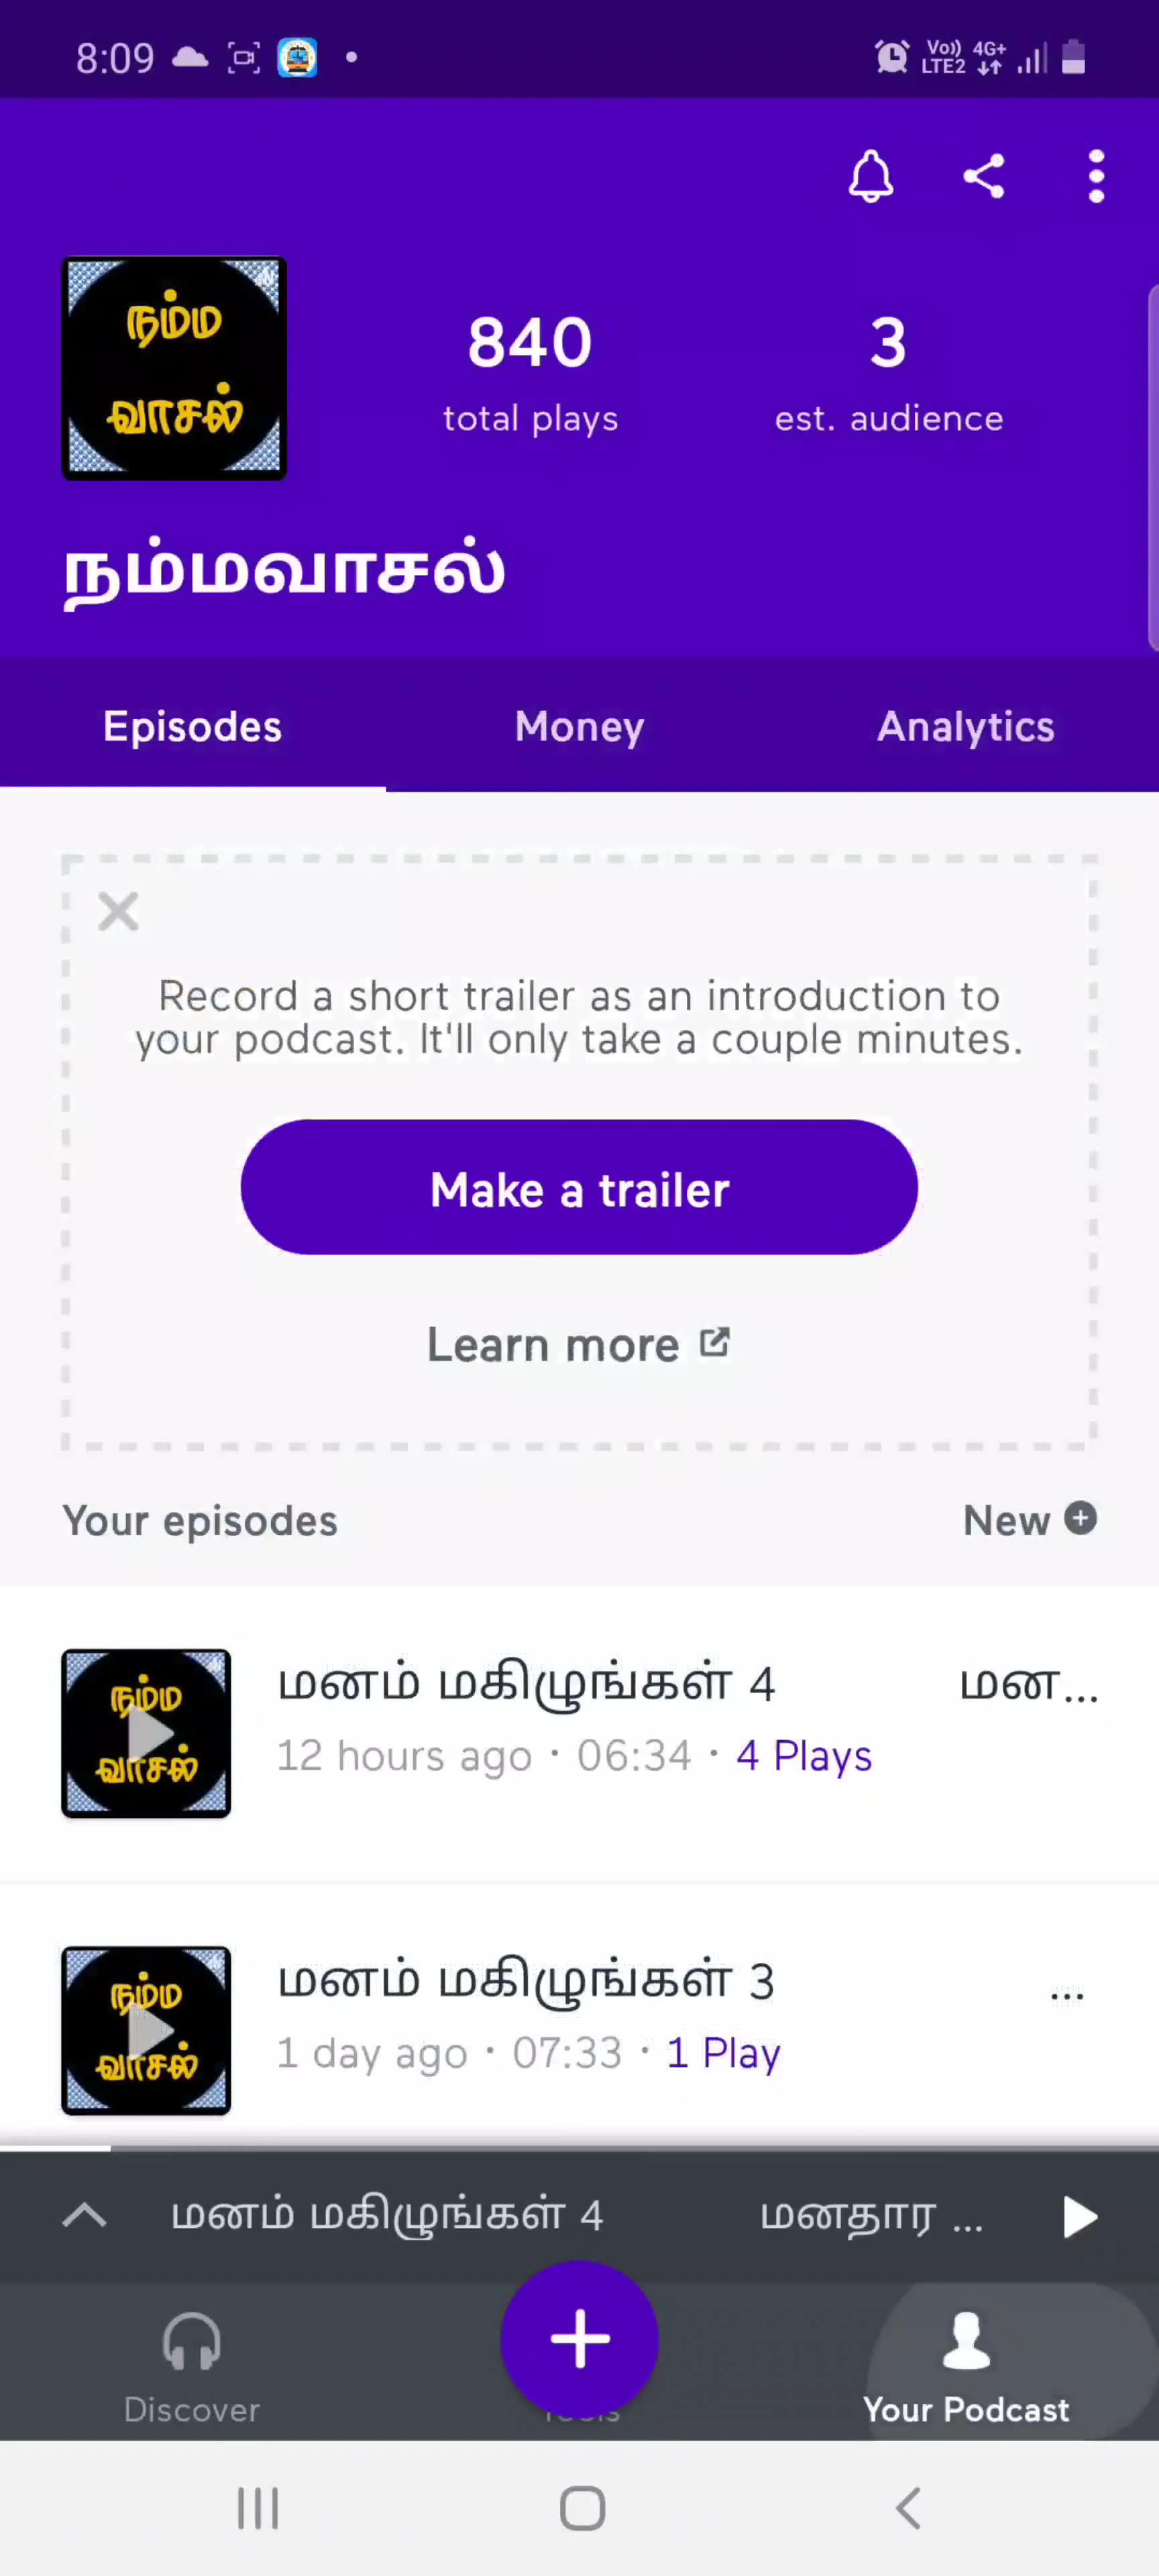 8:09
Vo)) 4G+
LTE2
நம்ம
வாசல்
840
3
total plays
est. audience
நம்மவாசல்
Episodes
Money
Analytics
Record a short trailer as an introduction to
your podcast. It'll only take a couple minutes.
Make a trailer
Learn more
Your episodes
New
நம்ம
வாசல்
மனம் மகிழுங்கள் 4 மன...
12 hours ago · 06:34 · 4 Plays
நம்ம
வாசல்
மனம் மகிழுங்கள் 3 ...
1 day ago · 07:33 · 1 Play
மனம் மகிழுங்கள் 4 மனதார ...
Discover
Your Podcast